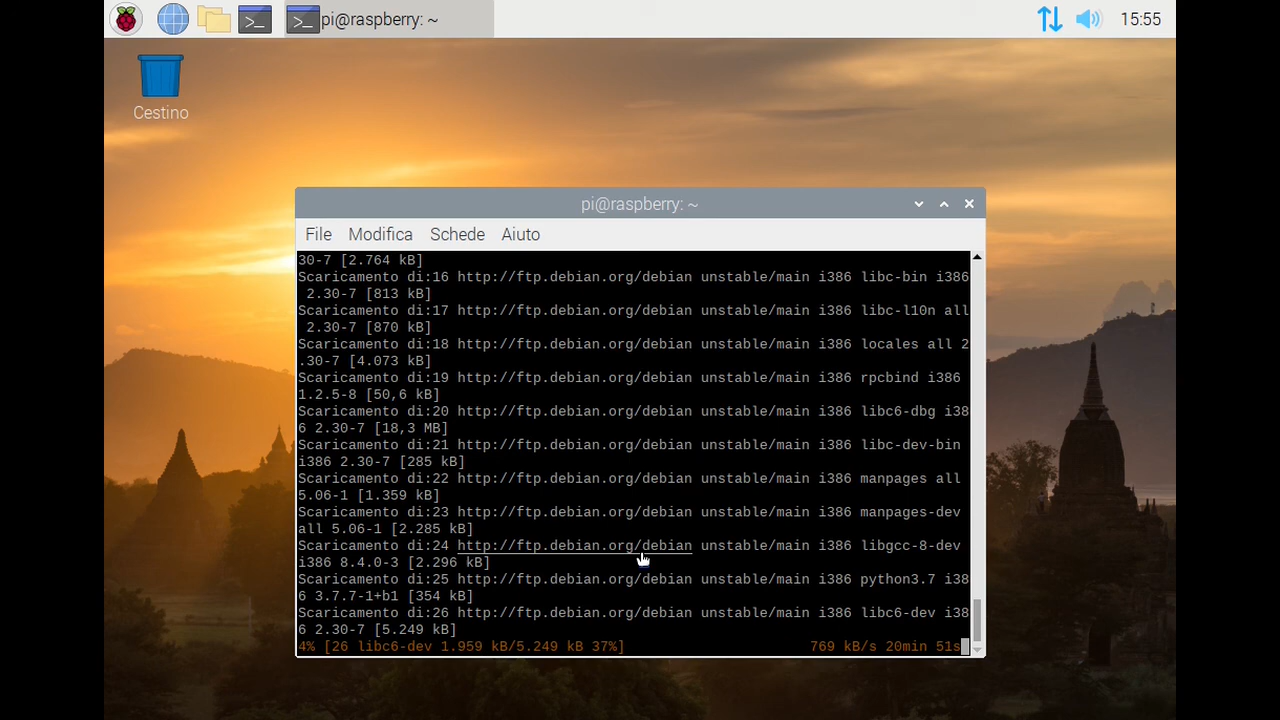 pi@raspberry: ~
15:55
Cestino
pi@raspberry: ~
File Modifica Schede Aiuto
30-7 [2.764 kB]
Scaricamento di:16 http://ftp.debian.org/debian unstable/main i386 libc-bin i386
 2.30-7 [813 kB]
Scaricamento di:17 http://ftp.debian.org/debian unstable/main i386 libc-l10n all
 2.30-7 [870 kB]
Scaricamento di:18 http://ftp.debian.org/debian unstable/main i386 locales all 2
.30-7 [4.073 kB]
Scaricamento di:19 http://ftp.debian.org/debian unstable/main i386 rpcbind i386
1.2.5-8 [50,6 kB]
Scaricamento di:20 http://ftp.debian.org/debian unstable/main i386 libc6-dbg i38
6 2.30-7 [18,3 MB]
Scaricamento di:21 http://ftp.debian.org/debian unstable/main i386 libc-dev-bin
i386 2.30-7 [285 kB]
Scaricamento di:22 http://ftp.debian.org/debian unstable/main i386 manpages all
5.06-1 [1.359 kB]
Scaricamento di:23 http://ftp.debian.org/debian unstable/main i386 manpages-dev
all 5.06-1 [2.285 kB]
Scaricamento di:24 http://ftp.debian.org/debian unstable/main i386 libgcc-8-dev
i386 8.4.0-3 [2.296 kB]
Scaricamento di:25 http://ftp.debian.org/debian unstable/main i386 python3.7 i38
6 3.7.7-1+b1 [354 kB]
Scaricamento di:26 http://ftp.debian.org/debian unstable/main i386 libc6-dev i38
6 2.30-7 [5.249 kB]
4% [26 libc6-dev 1.959 kB/5.249 kB 37%] 769 kB/s 20min 51s